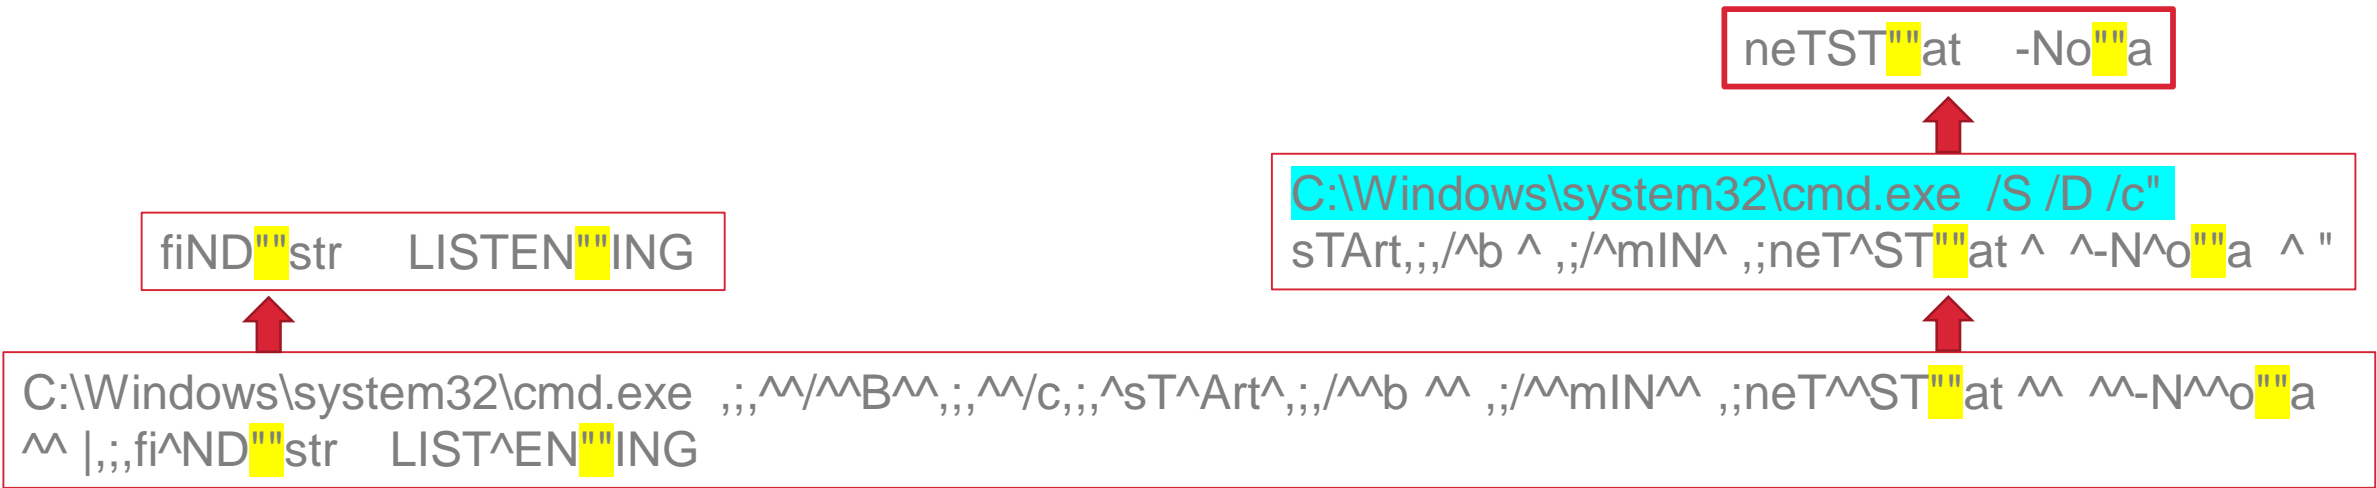 neTST""at   -No""a
C:\Windows\system32\cmd.exe  /S /D /c"
sTArt,;,/^b ^ ,;/^mIN^ ,;neT^ST""at ^  ^-N^o""a  ^ "
fiND""str    LISTEN""ING
C:\Windows\system32\cmd.exe  ,;,^^/^^B^^,;,^^/c,;,^sT^Art^,;,/^^b ^^ ,;/^^mIN^^ ,;neT^^ST""at ^^  ^^-N^^o""a
^^ |,;,fi^ND""str    LIST^EN""ING